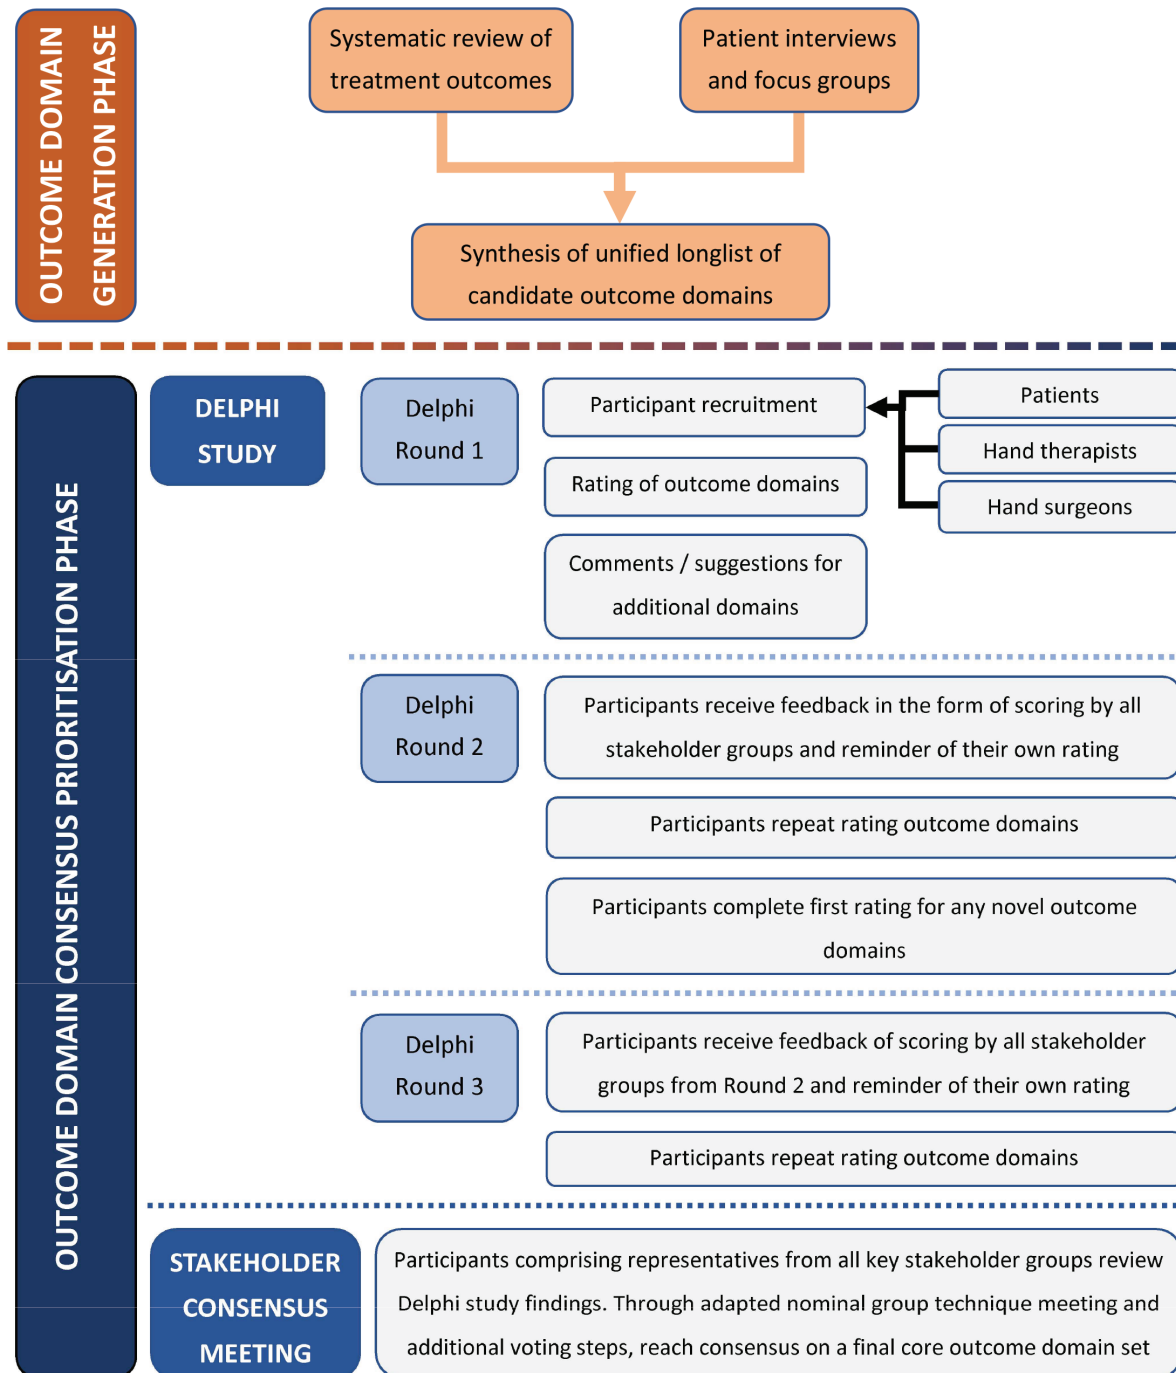 OUTCOME DOMAIN
GENERATION PHASE
Systematic review of
treatment outcomes
Patient interviews
and focus groups
Synthesis of unified longlist of
candidate outcome domains
OUTCOME DOMAIN CONSENSUS PRIORITISATION PHASE
DELPHI
STUDY
Delphi
Round 1
Participant recruitment
Patients
Hand therapists
Hand surgeons
Rating of outcome domains
Comments / suggestions for
additional domains
Delphi
Round 2
Participants receive feedback in the form of scoring by all
stakeholder groups and reminder of their own rating
Participants repeat rating outcome domains
Participants complete first rating for any novel outcome
domains
Delphi
Round 3
Participants receive feedback of scoring by all stakeholder
groups from Round 2 and reminder of their own rating
Participants repeat rating outcome domains
STAKEHOLDER
CONSENSUS
MEETING
Participants comprising representatives from all key stakeholder groups review
Delphi study findings. Through adapted nominal group technique meeting and
additional voting steps, reach consensus on a final core outcome domain set